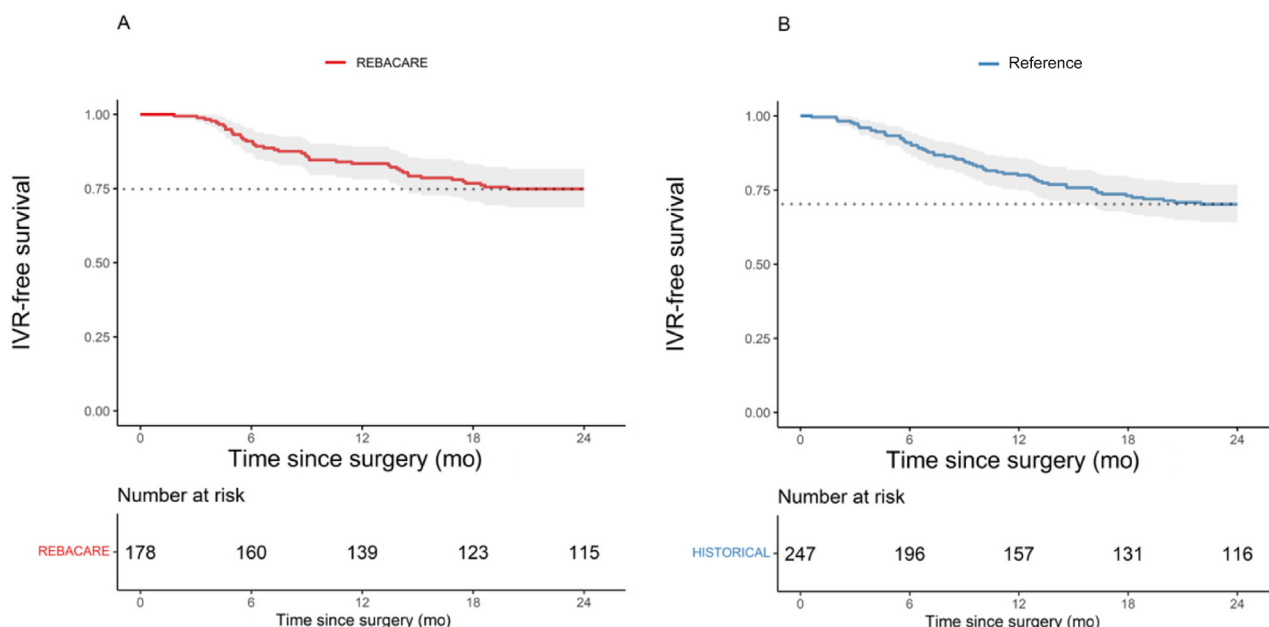 A
REBACARE
IVR-free survival
1.00
0.75
0.50
0.25
0.00
0 6 12 18 24
Time since surgery (mo)
Number at risk
REBACARE 178 160 139 123 115
0 6 12 18 24
Time since surgery (mo)
B
Reference
IVR-free survival
1.00
0.75
0.50
0.25
0.00
0 6 12 18 24
Time since surgery (mo)
Number at risk
HISTORICAL 247 196 157 131 116
0 6 12 18 24
Time since surgery (mo)